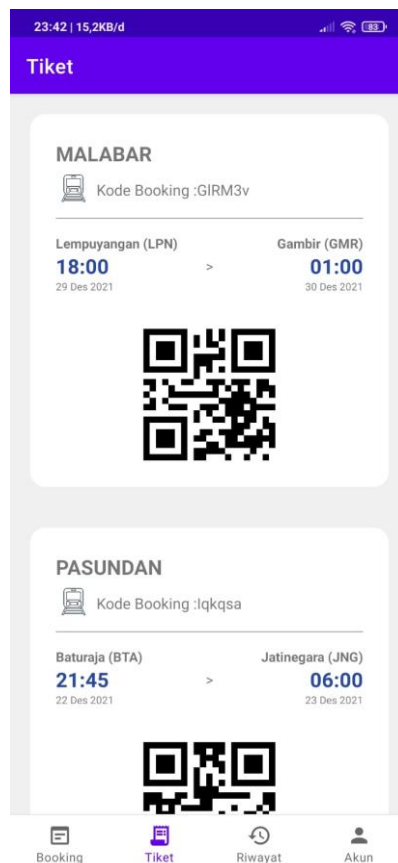 23:42 | 15,2KB/d
83
Tiket
MALABAR
Kode Booking :GlRM3v
Lempuyangan (LPN)
Gambir (GMR)
18:00
>
01:00
29 Des 2021
30 Des 2021
PASUNDAN
Kode Booking :Iqkqsa
Baturaja (BTA)
Jatinegara (JNG)
21:45
>
06:00
22 Des 2021
23 Des 2021
Booking
Tiket
Riwayat
Akun